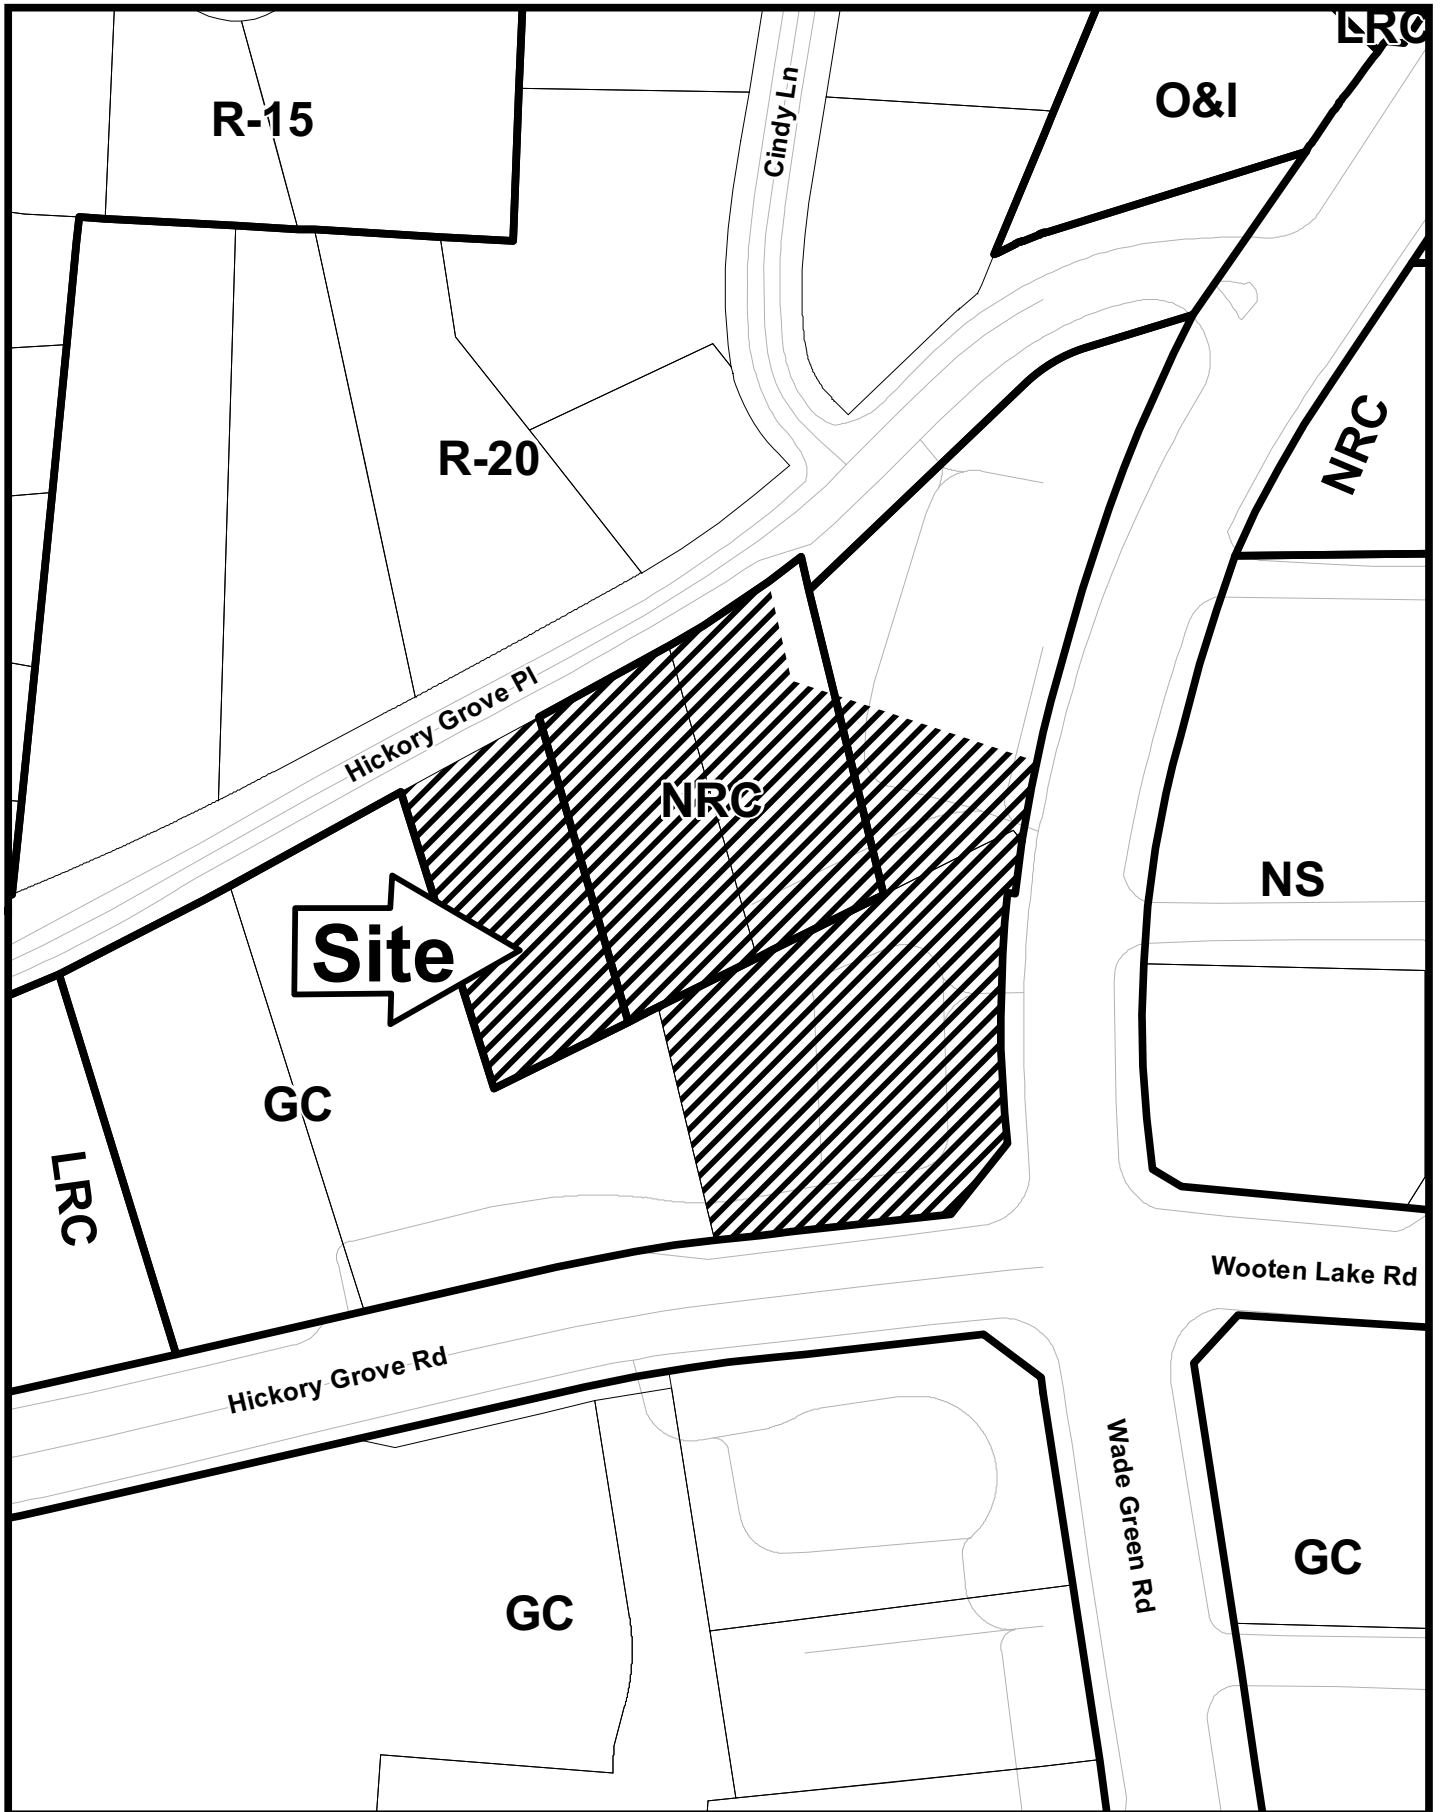 LRC
R-15
Cindy Ln
O&I
NRC
R-20
Hickory Grove Pl
NRC
NS
Site
GC
LRC
Wooten Lake Rd
Hickory Grove Rd
Wade Green Rd
GC
GC